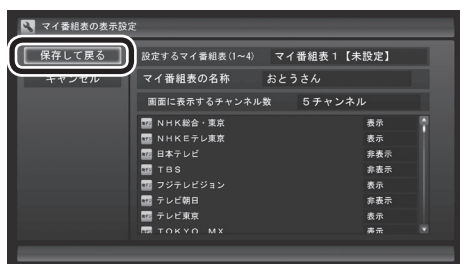 マイ番組表の表示設定
保存して戻る
キャンセル
設定するマイ番組表(1~4) マイ番組表1【未設定】
マイ番組表の名称 おとうさん
画面に表示するチャンネル数 5チャンネル
NHK総合・東京 表示
NHKEテレ東京 表示
日本テレビ 非表示
TBS 非表示
フジテレビジョン 表示
テレビ朝日 非表示
テレビ東京 表示
TOKYO MX 表示